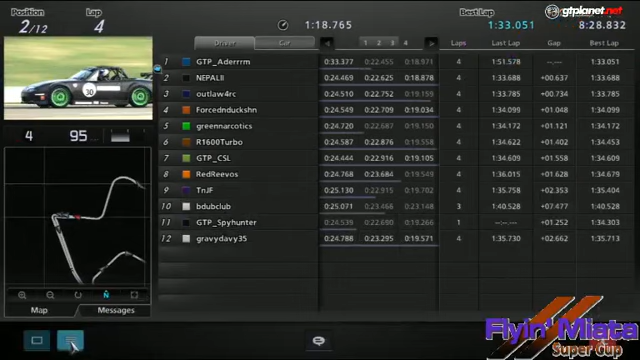 Position
2/12
Lap
4
1:18.765
Best Lap
1:33.051
gtplanet.net
8:28.832
Driver Car 1 2 3 4 Laps Last Lap Gap Best Lap
1 GTP_Aderrrm 0:33.377 0:22.455 0:18.971 4 1:51.578 --.--- 1:33.051
2 NEPALII 0:24.469 0:22.625 0:18.878 4 1:33.688 +00.637 1:33.688
3 outlaw4rc 0:24.510 0:22.752 0:19.159 4 1:33.785 +00.734 1:33.785
4 Forcednduckshn 0:24.549 0:22.709 0:19.034 4 1:34.099 +01.048 1:34.099
5 greennarcotics 0:24.720 0:22.687 0:19.150 4 1:34.172 +01.121 1:34.172
6 R1600Turbo 0:24.587 0:22.876 0:19.558 4 1:34.622 +01.402 1:34.453
7 GTP_CSL 0:24.444 0:22.916 0:19.105 4 1:34.609 +01.558 1:34.609
8 RedReevos 0:24.768 0:23.684 0:19.560 4 1:36.015 +01.628 1:34.679
9 TnJF 0:25.130 0:22.915 0:19.702 4 1:35.758 +02.353 1:35.404
10 bdubclub 0:25.071 0:23.466 0:20.148 3 1:40.528 +07.477 1:40.528
11 GTP_Spyhunter 0:24.539 0:22.690 0:19.266 1 -:--.--- +01.252 1:34.303
12 gravydavy35 0:24.788 0:23.295 0:19.571 4 1:35.730 +02.662 1:35.713
30
4 95
N
Map Messages
Flyin' Miata
Super Cup